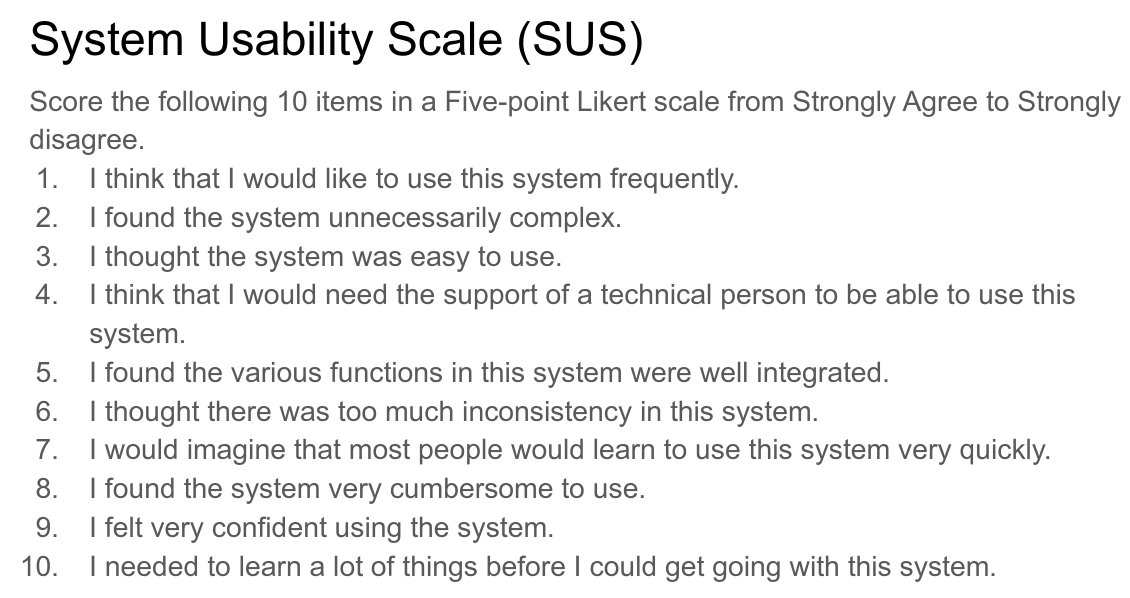 System Usability Scale (SUS)
Score the following 10 items in a Five-point Likert scale from Strongly Agree to Strongly
disagree.
1. I think that I would like to use this system frequently.
2. I found the system unnecessarily complex.
3. I thought the system was easy to use.
4. I think that I would need the support of a technical person to be able to use this
system.
5. I found the various functions in this system were well integrated.
6. I thought there was too much inconsistency in this system.
7. I would imagine that most people would learn to use this system very quickly.
8. I found the system very cumbersome to use.
9. I felt very confident using the system.
10. I needed to learn a lot of things before I could get going with this system.